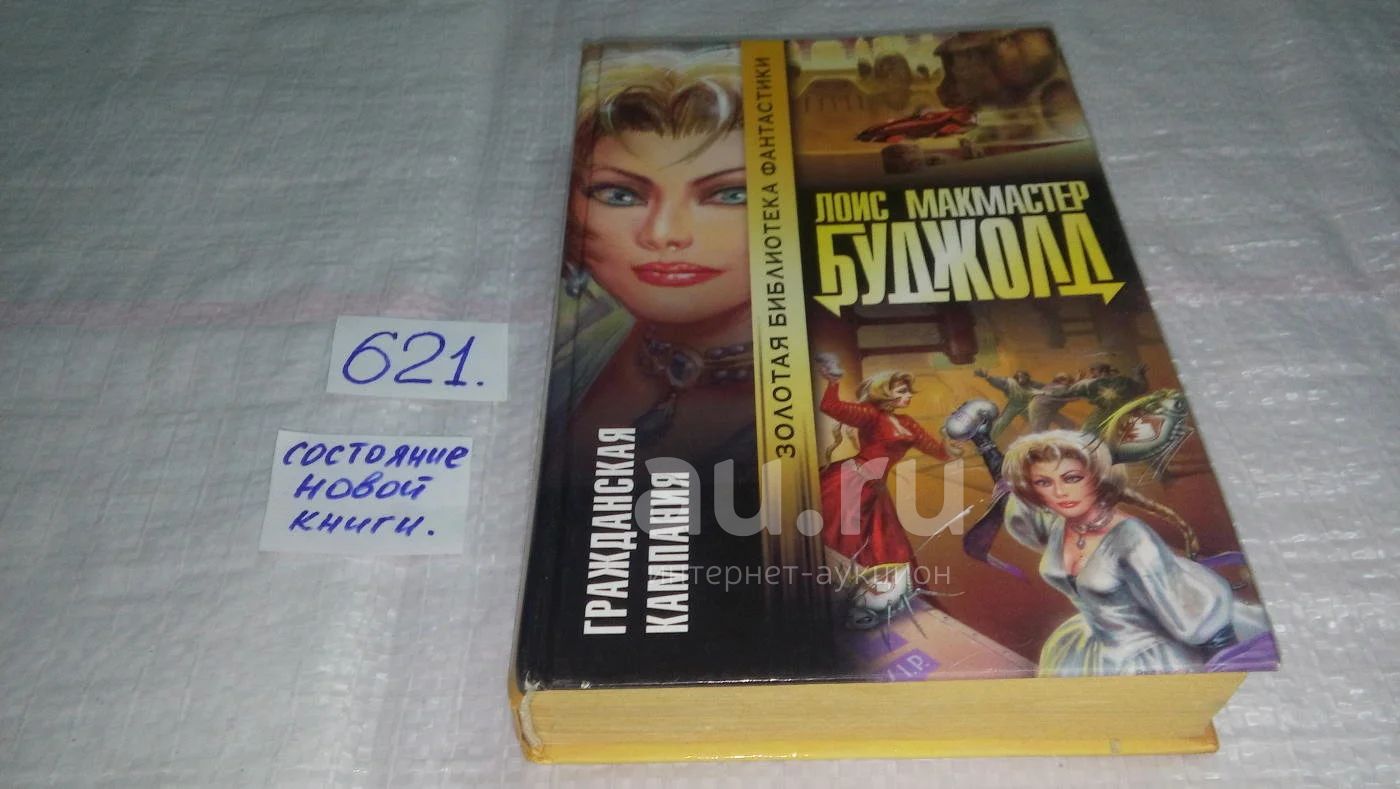 621.
состояние
новой
книги.
ГРАЖДАНСКАЯ
КАМПАНИЯ
ЗОЛОТАЯ БИБЛИОТЕКА ФАНТАСТИКИ
ЛОИС МАКМАСТЕР
БУДЖОЛД
V.I.P.
au.ru
интернет-аукцион